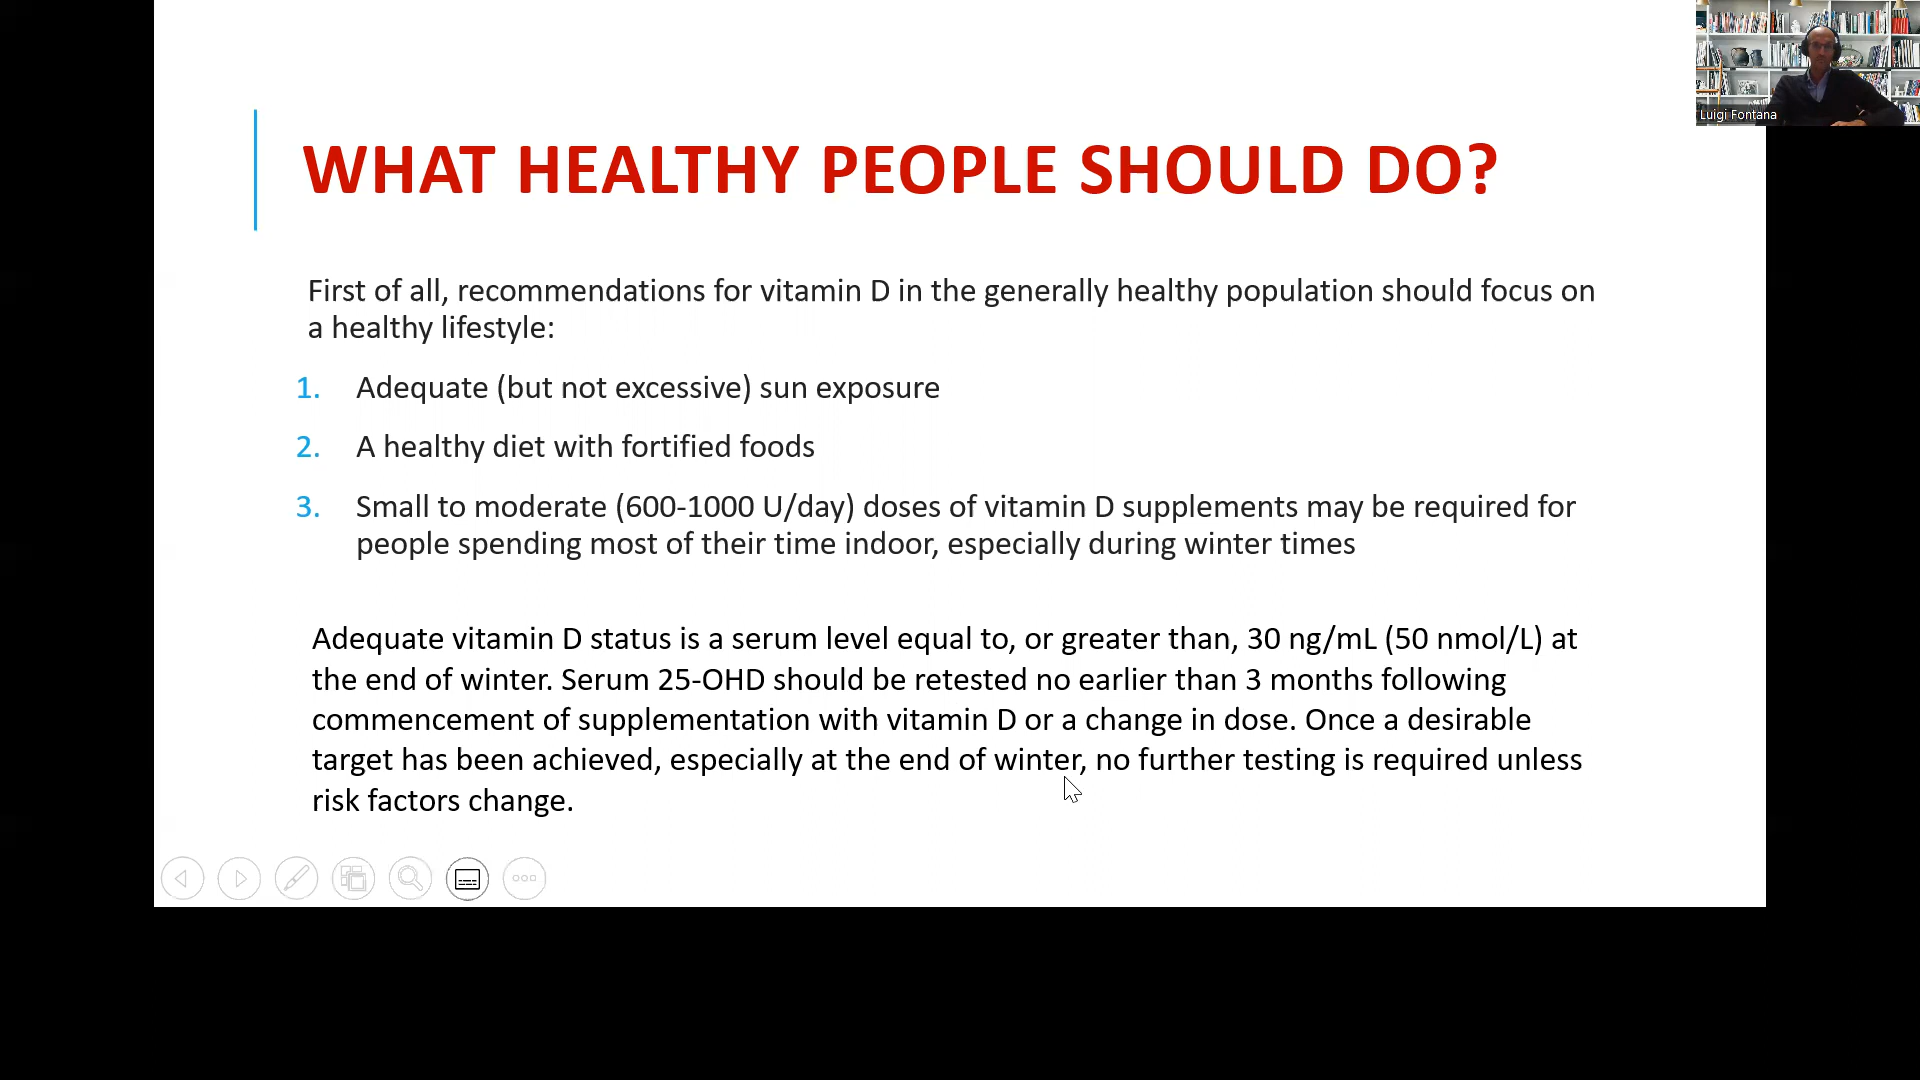 Luigi Fontana
WHAT HEALTHY PEOPLE SHOULD DO?
First of all, recommendations for vitamin D in the generally healthy population should focus on
a healthy lifestyle:
1. Adequate (but not excessive) sun exposure
2. A healthy diet with fortified foods
3. Small to moderate (600-1000 U/day) doses of vitamin D supplements may be required for
people spending most of their time indoor, especially during winter times
Adequate vitamin D status is a serum level equal to, or greater than, 30 ng/mL (50 nmol/L) at
the end of winter. Serum 25-OHD should be retested no earlier than 3 months following
commencement of supplementation with vitamin D or a change in dose. Once a desirable
target has been achieved, especially at the end of winter, no further testing is required unless
risk factors change.